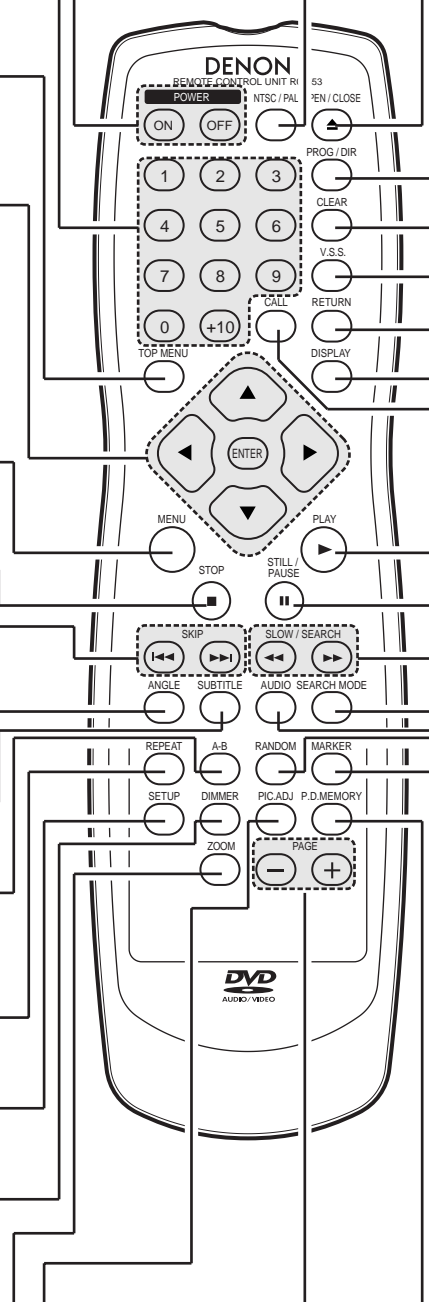 DENON
REMOTE CONTROL UNIT 53
POWER NTSC / PAL PEN / CLOSE
ON OFF
PROG / DIR
1 2 3
CLEAR
4 5 6
V.S.S.
7 8 9
CALL RETURN
0 +10
TOP MENU DISPLAY
ENTER
MENU PLAY
STOP STILL /
PAUSE
SKIP SLOW / SEARCH
ANGLE SUBTITLE AUDIO SEARCH MODE
REPEAT A-B RANDOM MARKER
SETUP DIMMER PIC.ADJ P.D.MEMORY
ZOOM PAGE
− +
DVD
AUDIO/VIDEO